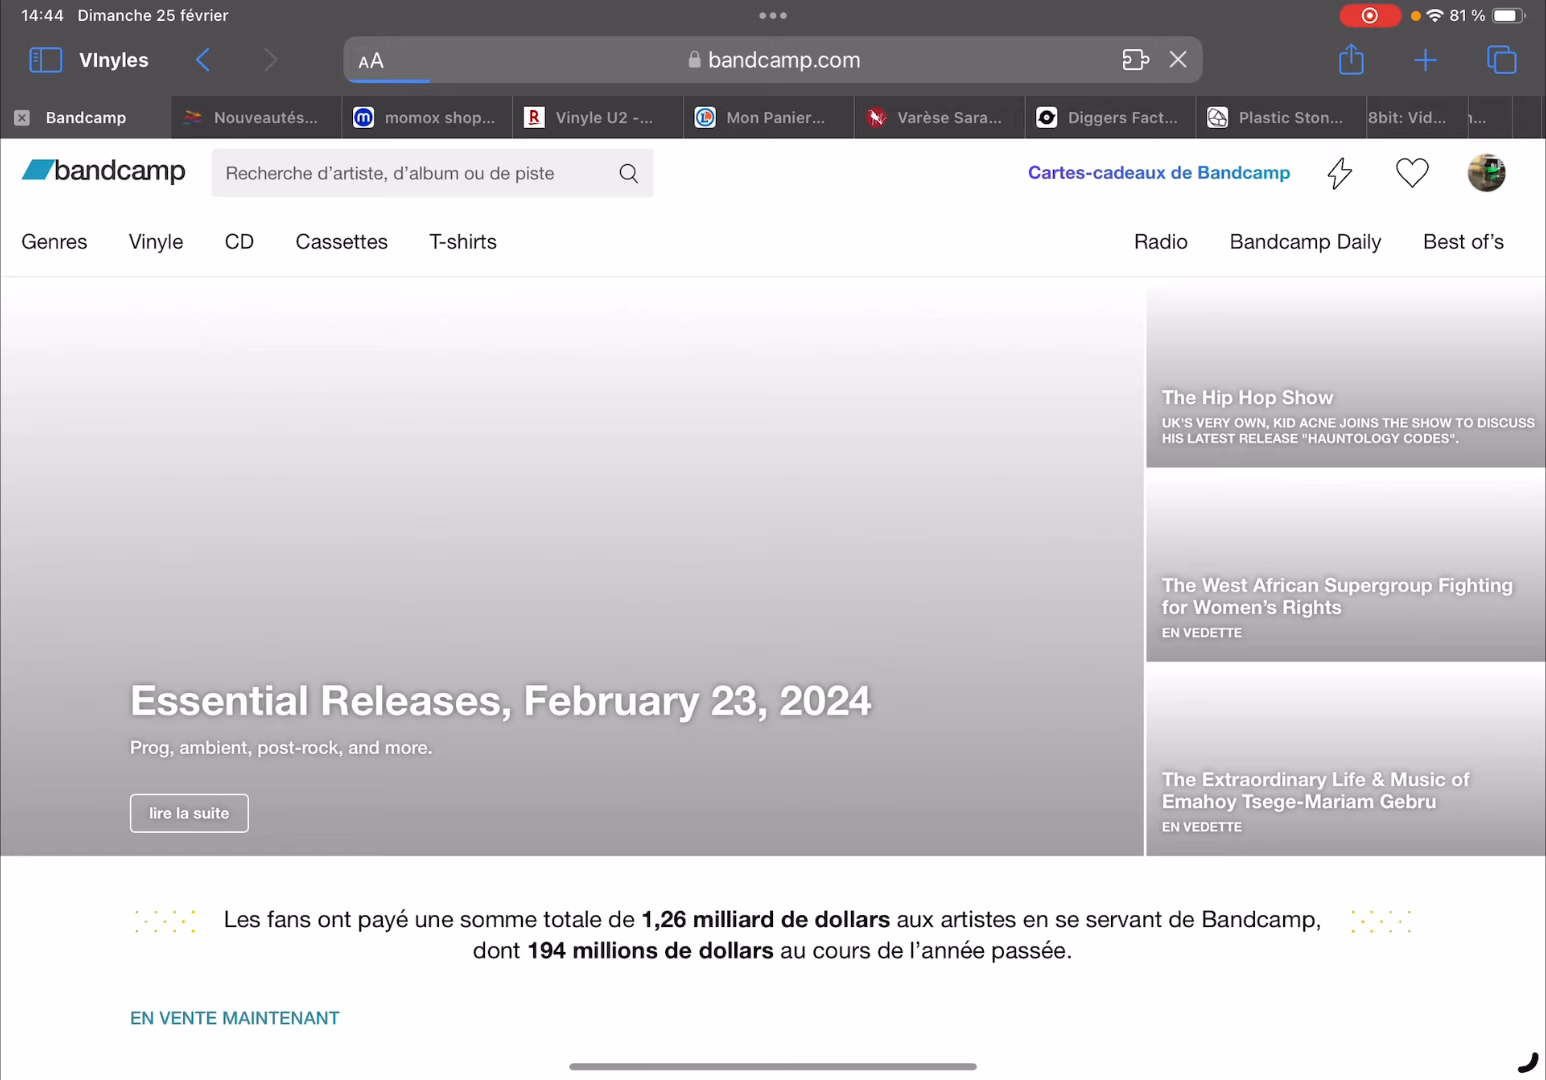 14:44 Dimanche 25 février
81 %
VInyles
AA
bandcamp.com
Bandcamp
Nouveautés...
momox shop...
Vinyle U2 -...
Mon Panier...
Varèse Sara...
Diggers Fact...
Plastic Ston...
8bit: Vid...
bandcamp
Recherche d’artiste, d’album ou de piste
Cartes-cadeaux de Bandcamp
Genres
Vinyle
CD
Cassettes
T-shirts
Radio
Bandcamp Daily
Best of’s
The Hip Hop Show
UK'S VERY OWN, KID ACNE JOINS THE SHOW TO DISCUSS
HIS LATEST RELEASE "HAUNTOLOGY CODES".
The West African Supergroup Fighting
for Women’s Rights
EN VEDETTE
Essential Releases, February 23, 2024
Prog, ambient, post-rock, and more.
lire la suite
The Extraordinary Life & Music of
Emahoy Tsege-Mariam Gebru
EN VEDETTE
Les fans ont payé une somme totale de 1,26 milliard de dollars aux artistes en se servant de Bandcamp,
dont 194 millions de dollars au cours de l’année passée.
EN VENTE MAINTENANT